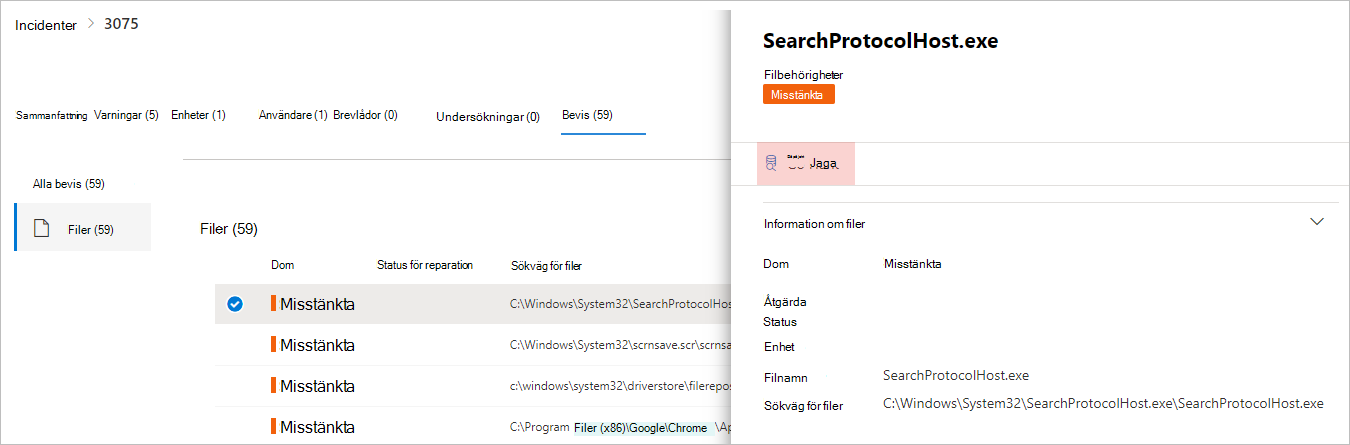 Incidenter > 3075
Sammanfattning Varningar (5) Enheter (1) Användare (1) Brevlådor (0) Undersökningar (0) Bevis (59)
Alla bevis (59)
Filer (59)
Filer (59)
Dom Status för reparation Sökväg för filer
Misstänkta C:\Windows\System32\SearchProtocolHos
Misstänkta C:\Windows\System32\scrnsave.scr\scrnsa
Misstänkta c:\windows\system32\driverstore\filerepos
Misstänkta C:\Program Filer (x86)\Google\Chrome \Ap
SearchProtocolHost.exe
Filbehörigheter
Misstänkta
Jaga
Information om filer
Dom Misstänkta
Åtgärda
Status
Enhet
Filnamn SearchProtocolHost.exe
Sökväg för filer C:\Windows\System32\SearchProtocolHost.exe\SearchProtocolHost.exe